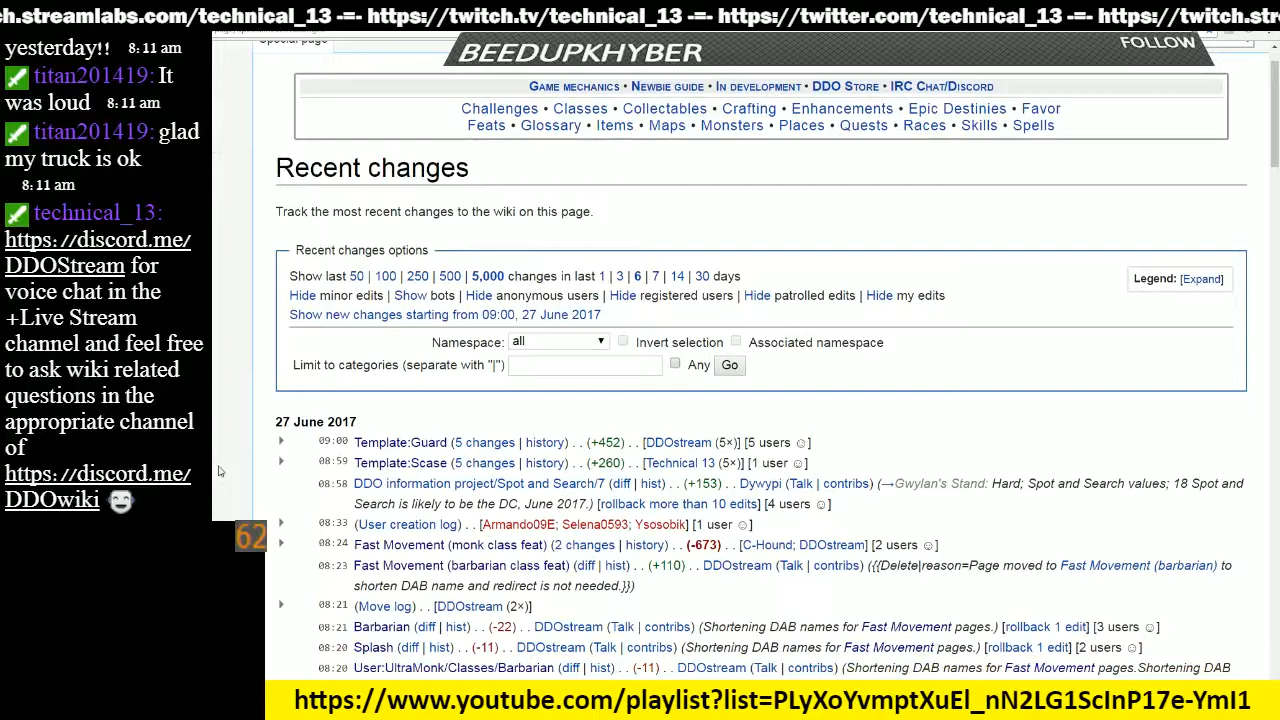 ch.streamlabs.com/technical_13 -=- https://twitch.tv/technical_13 -=- https://twitter.com/technical_13 -=- https://twitch.stre
yesterday!! 8:11 am
titan201419: It
was loud 8:11 am
titan201419: glad
my truck is ok
8:11 am
technical_13:
https://discord.me/
DDOStream for
voice chat in the
+Live Stream
channel and feel free
to ask wiki related
questions in the
appropriate channel
of
https://discord.me/
DDOwiki
62
Special page
BEEDUPKHYBER
FOLLOW
Game mechanics • Newbie guide • In development • DDO Store • IRC Chat/Discord
Challenges • Classes • Collectables • Crafting • Enhancements • Epic Destinies • Favor
Feats • Glossary • Items • Maps • Monsters • Places • Quests • Races • Skills • Spells
Recent changes
Track the most recent changes to the wiki on this page.
Recent changes options
Show last 50 | 100 | 250 | 500 | 5,000 changes in last 1 | 3 | 6 | 7 | 14 | 30 days
Legend: [Expand]
Hide minor edits | Show bots | Hide anonymous users | Hide registered users | Hide patrolled edits | Hide my edits
Show new changes starting from 09:00, 27 June 2017
Namespace: all Invert selection Associated namespace
Limit to categories (separate with "|") Any Go
27 June 2017
09:00 Template:Guard (5 changes | history) . . (+452) . . [DDOstream (5×)] [5 users ☺]
08:59 Template:Scase (5 changes | history) . . (+260) . . [Technical 13 (5×)] [1 user ☺]
08:58 DDO information project/Spot and Search/7 (diff | hist) . . (+153) . . Dywypi (Talk | contribs) (→Gwylan's Stand: Hard; Spot and Search values; 18 Spot and
Search is likely to be the DC, June 2017.) [rollback more than 10 edits] [4 users ☺]
08:33 (User creation log) . . [Armando09E; Selena0593; Ysosobik] [1 user ☺]
08:24 Fast Movement (monk class feat) (2 changes | history) . . (-673) . . [C-Hound; DDOstream] [2 users ☺]
08:23 Fast Movement (barbarian class feat) (diff | hist) . . (+110) . . DDOstream (Talk | contribs) ({{Delete|reason=Page moved to Fast Movement (barbarian) to
shorten DAB name and redirect is not needed.}})
08:21 (Move log) . . [DDOstream (2×)]
08:21 Barbarian (diff | hist) . . (-22) . . DDOstream (Talk | contribs) (Shortening DAB names for Fast Movement pages.) [rollback 1 edit] [3 users ☺]
08:20 Splash (diff | hist) . . (-11) . . DDOstream (Talk | contribs) (Shortening DAB names for Fast Movement pages.) [rollback 1 edit] [2 users ☺]
08:20 User:UltraMonk/Classes/Barbarian (diff | hist) . . (-11) . . DDOstream (Talk | contribs) (Shortening DAB names for Fast Movement pages.Shortening DAB
https://www.youtube.com/playlist?list=PLyXoYvmptXuEl_nN2LG1ScInP17e-YmI1